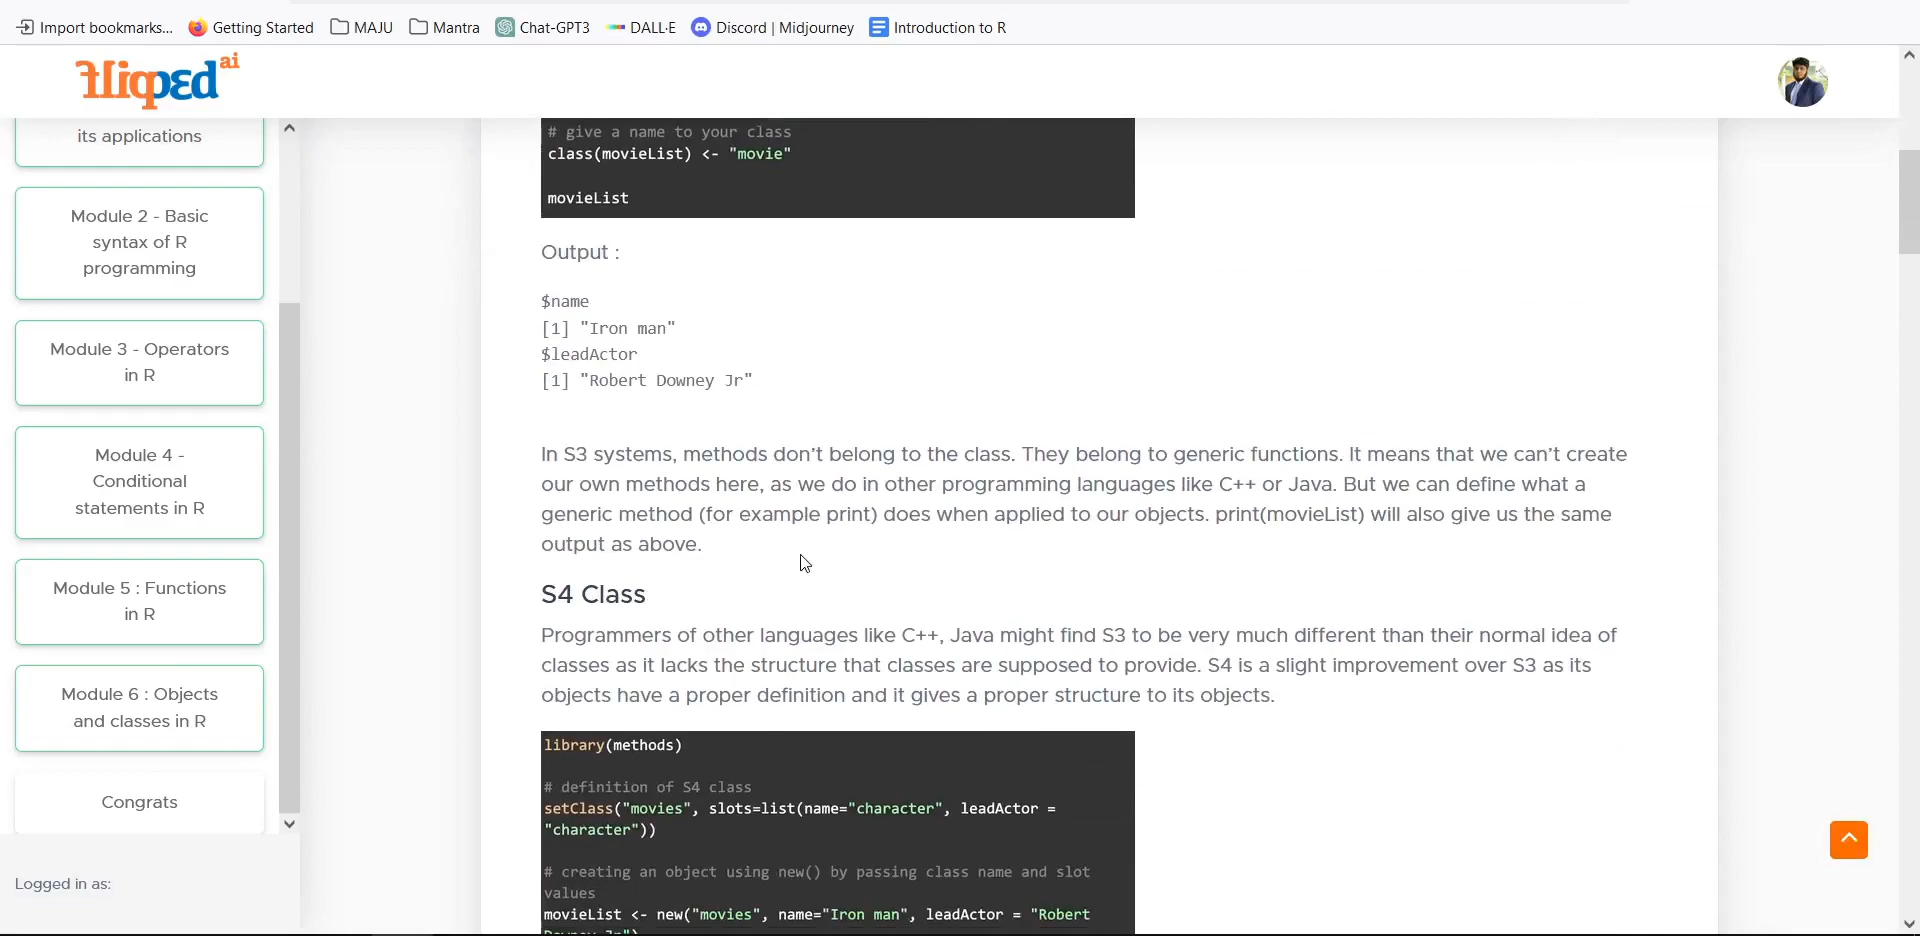 Import bookmarks...
Getting Started
MAJU
Mantra
Chat-GPT3
DALL·E
Discord | Midjourney
Introduction to R
fliqped ai
its applications
Module 2 - Basic
syntax of R
programming
Module 3 - Operators
in R
Module 4 -
Conditional
statements in R
Module 5 : Functions
in R
Module 6 : Objects
and classes in R
Congrats
Logged in as:
# give a name to your class
class(movieList) <- "movie"
movieList
Output :
$name
[1] "Iron man"
$leadActor
[1] "Robert Downey Jr"
In S3 systems, methods don’t belong to the class. They belong to generic functions. It means that we can’t create
our own methods here, as we do in other programming languages like C++ or Java. But we can define what a
generic method (for example print) does when applied to our objects. print(movieList) will also give us the same
output as above.
S4 Class
Programmers of other languages like C++, Java might find S3 to be very much different than their normal idea of
classes as it lacks the structure that classes are supposed to provide. S4 is a slight improvement over S3 as its
objects have a proper definition and it gives a proper structure to its objects.
library(methods)
# definition of S4 class
setClass("movies", slots=list(name="character", leadActor =
"character"))
# creating an object using new() by passing class name and slot
values
movieList <- new("movies", name="Iron man", leadActor = "Robert
Downey Jr")